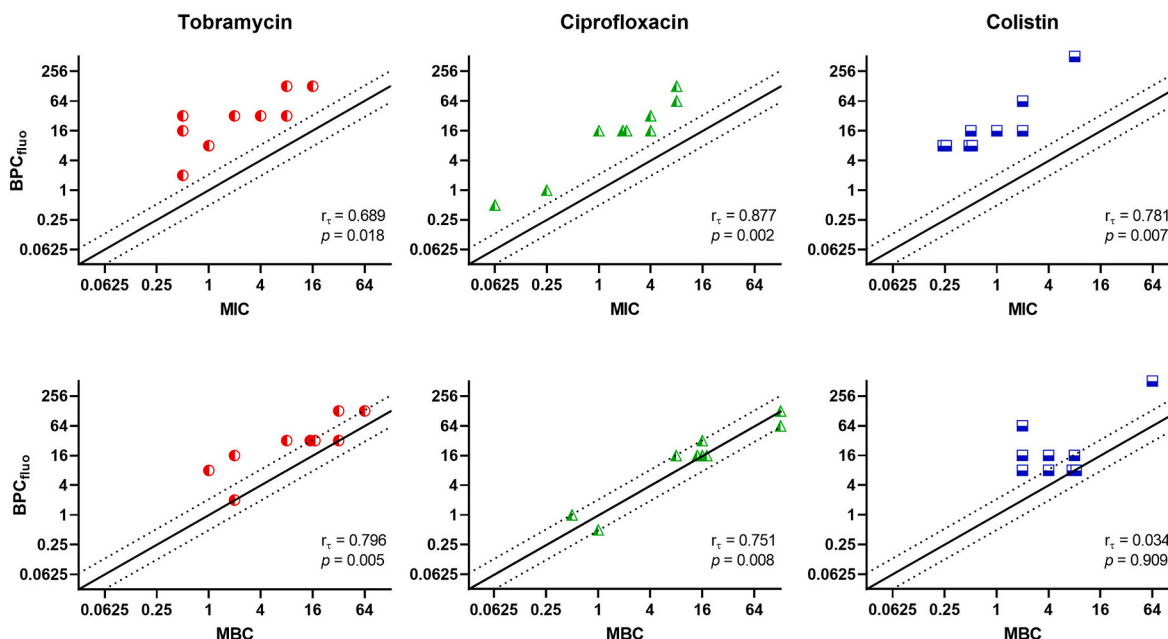 Tobramycin
Ciprofloxacin
Colistin
BPCfluo
256
64
16
4
1
0.25
0.0625
rτ = 0.689
p = 0.018
0.0625 0.25 1 4 16 64
MIC
256
64
16
4
1
0.25
0.0625
rτ = 0.877
p = 0.002
0.0625 0.25 1 4 16 64
MIC
256
64
16
4
1
0.25
0.0625
rτ = 0.781
p = 0.007
0.0625 0.25 1 4 16 64
MIC
BPCfluo
256
64
16
4
1
0.25
0.0625
rτ = 0.796
p = 0.005
0.0625 0.25 1 4 16 64
MBC
256
64
16
4
1
0.25
0.0625
rτ = 0.751
p = 0.008
0.0625 0.25 1 4 16 64
MBC
256
64
16
4
1
0.25
0.0625
rτ = 0.034
p = 0.909
0.0625 0.25 1 4 16 64
MBC